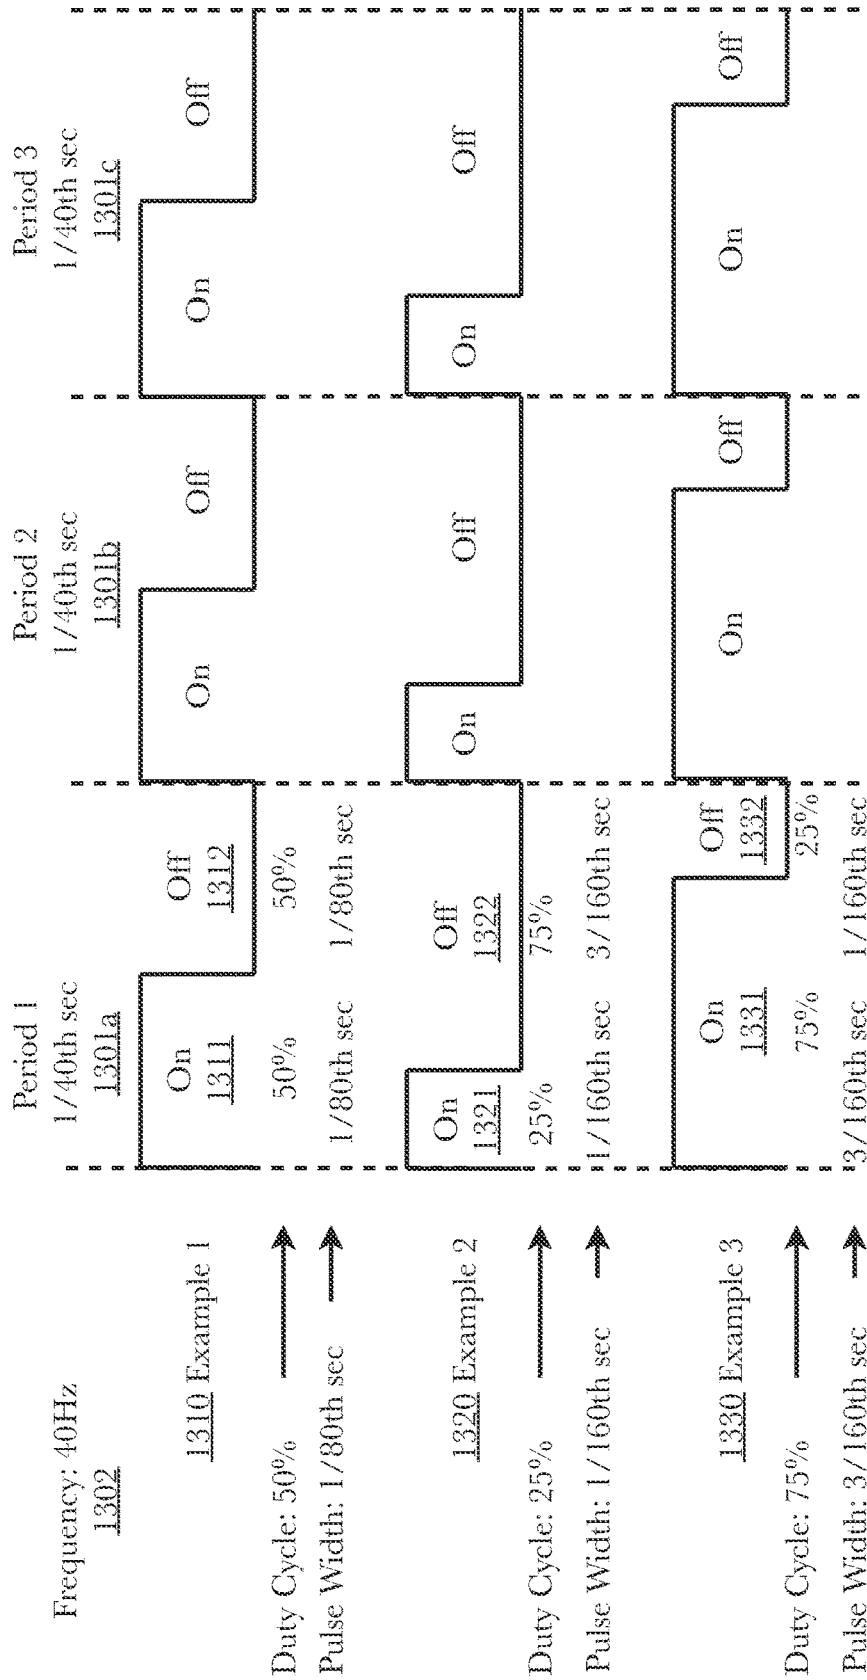 Period 1
1/40th sec
1301a
Period 2
1/40th sec
1301b
Period 3
1/40th sec
1301c
Frequency: 40Hz
1302
1310 Example 1
On
1311
Off
1312
On
Off
On
Off
Duty Cycle: 50%
50%
50%
Pulse Width: 1/80th sec
1/80th sec
1/80th sec
1320 Example 2
On
1321
Off
1322
On
Off
On
Off
Duty Cycle: 25%
25%
75%
Pulse Width: 1/160th sec
1/160th sec
3/160th sec
1330 Example 3
On
1331
Off
1332
On
Off
On
Off
Duty Cycle: 75%
75%
25%
Pulse Width: 3/160th sec
3/160th sec
1/160th sec